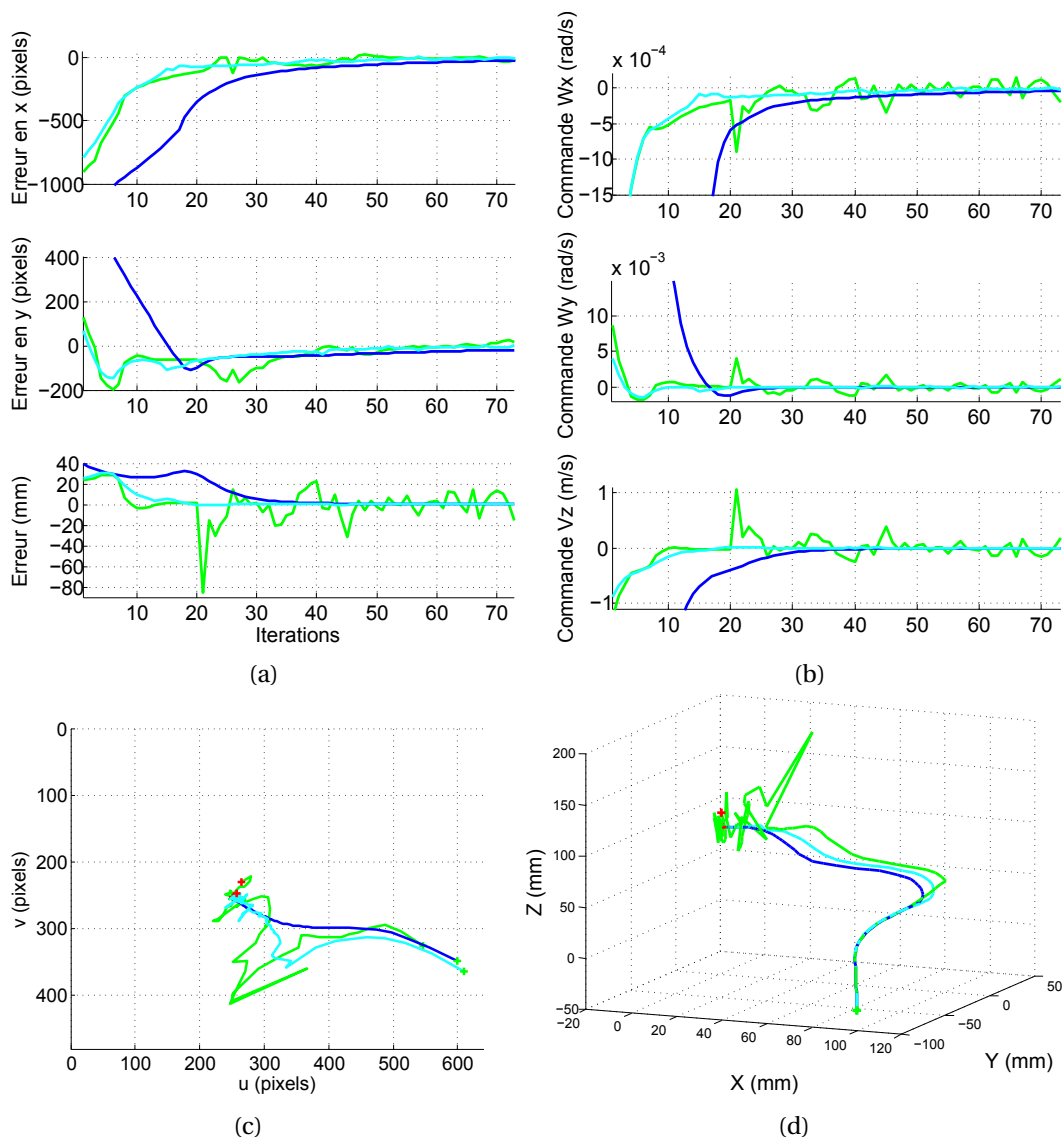 Erreur en x (pixels)
0
−500
−1000
10 20 30 40 50 60 70
Erreur en y (pixels)
400
200
0
−200
10 20 30 40 50 60 70
Erreur (mm)
40
20
0
−20
−40
−60
−80
10 20 30 40 50 60 70
Iterations
(a)
Commande Wx (rad/s)
x 10−4
0
−5
−10
−15
10 20 30 40 50 60 70
Commande Wy (rad/s)
x 10−3
10
5
0
10 20 30 40 50 60 70
Commande Vz (m/s)
1
0
−1
10 20 30 40 50 60 70
(b)
v (pixels)
0
100
200
300
400
0 100 200 300 400 500 600
u (pixels)
(c)
Z (mm)
200
150
100
50
0
−50
−20 0 20 40 60 80 100 120
X (mm)
−100 −50 0 50
Y (mm)
(d)